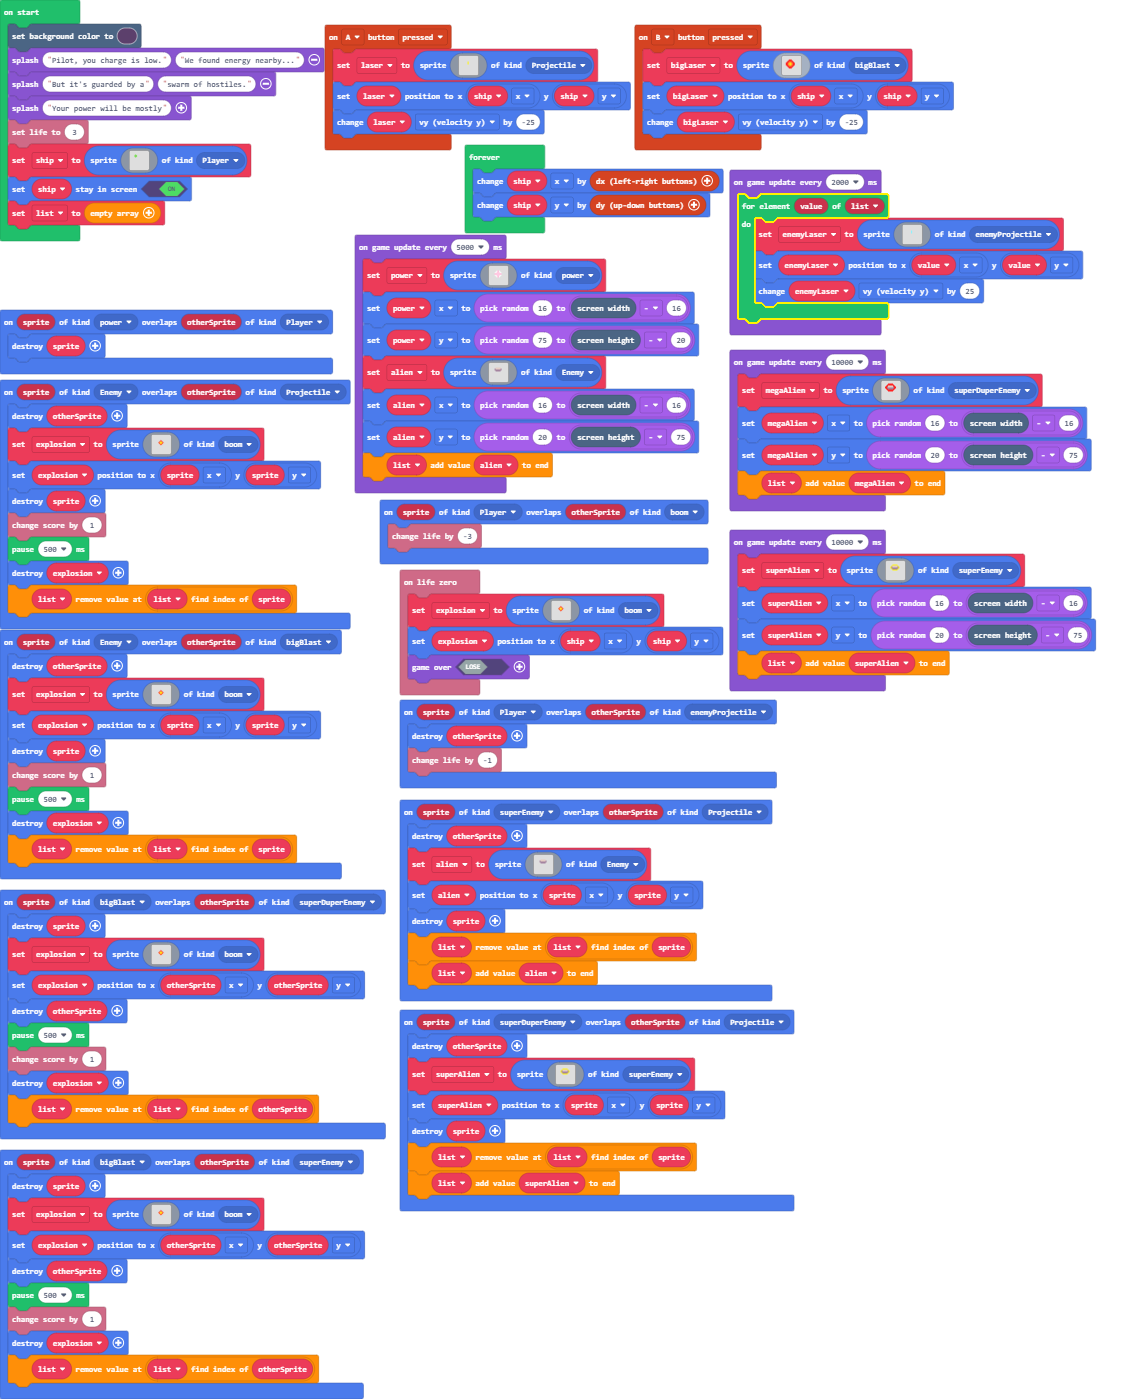 on start
set background color to
splash "Pilot, you charge is low." "We found energy nearby..."
splash "But it's guarded by a" "swarm of hostiles."
splash "Your power will be mostly"
set life to 3
set ship to sprite of kind Player
set ship stay in screen ON
set list to empty array
on A button pressed
set laser to sprite of kind Projectile
set laser position to x ship x y ship y
change laser vy (velocity y) by -25
on B button pressed
set bigLaser to sprite of kind bigBlast
set bigLaser position to x ship x y ship y
change bigLaser vy (velocity y) by -25
forever
change ship x by dx (left-right buttons)
change ship y by dy (up-down buttons)
on game update every 2000 ms
for element value of list
do
set enemyLaser to sprite of kind enemyProjectile
set enemyLaser position to x value x y value y
change enemyLaser vy (velocity y) by 25
on game update every 5000 ms
set power to sprite of kind power
set power x to pick random 16 to screen width - 16
set power y to pick random 75 to screen height - 20
set alien to sprite of kind Enemy
set alien x to pick random 16 to screen width - 16
set alien y to pick random 20 to screen height - 75
list add value alien to end
on sprite of kind power overlaps otherSprite of kind Player
destroy sprite
on game update every 10000 ms
set megaAlien to sprite of kind superDuperEnemy
set megaAlien x to pick random 16 to screen width - 16
set megaAlien y to pick random 20 to screen height - 75
list add value megaAlien to end
on sprite of kind Enemy overlaps otherSprite of kind Projectile
destroy otherSprite
set explosion to sprite of kind boom
set explosion position to x sprite x y sprite y
destroy sprite
change score by 1
pause 500 ms
destroy explosion
list remove value at list find index of sprite
on sprite of kind Player overlaps otherSprite of kind boom
change life by -3
on game update every 10000 ms
set superAlien to sprite of kind superEnemy
set superAlien x to pick random 16 to screen width - 16
set superAlien y to pick random 20 to screen height - 75
list add value superAlien to end
on life zero
set explosion to sprite of kind boom
set explosion position to x ship x y ship y
game over LOSE
on sprite of kind Enemy overlaps otherSprite of kind bigBlast
destroy otherSprite
set explosion to sprite of kind boom
set explosion position to x sprite x y sprite y
destroy sprite
change score by 1
pause 500 ms
destroy explosion
list remove value at list find index of sprite
on sprite of kind Player overlaps otherSprite of kind enemyProjectile
destroy otherSprite
change life by -1
on sprite of kind superEnemy overlaps otherSprite of kind Projectile
destroy otherSprite
set alien to sprite of kind Enemy
set alien position to x sprite x y sprite y
destroy sprite
list remove value at list find index of sprite
list add value alien to end
on sprite of kind bigBlast overlaps otherSprite of kind superDuperEnemy
destroy sprite
set explosion to sprite of kind boom
set explosion position to x otherSprite x y otherSprite y
destroy otherSprite
pause 500 ms
change score by 1
destroy explosion
list remove value at list find index of otherSprite
on sprite of kind superDuperEnemy overlaps otherSprite of kind Projectile
destroy otherSprite
set superAlien to sprite of kind superEnemy
set superAlien position to x sprite x y sprite y
destroy sprite
list remove value at list find index of sprite
list add value superAlien to end
on sprite of kind bigBlast overlaps otherSprite of kind superEnemy
destroy sprite
set explosion to sprite of kind boom
set explosion position to x otherSprite x y otherSprite y
destroy otherSprite
pause 500 ms
change score by 1
destroy explosion
list remove value at list find index of otherSprite